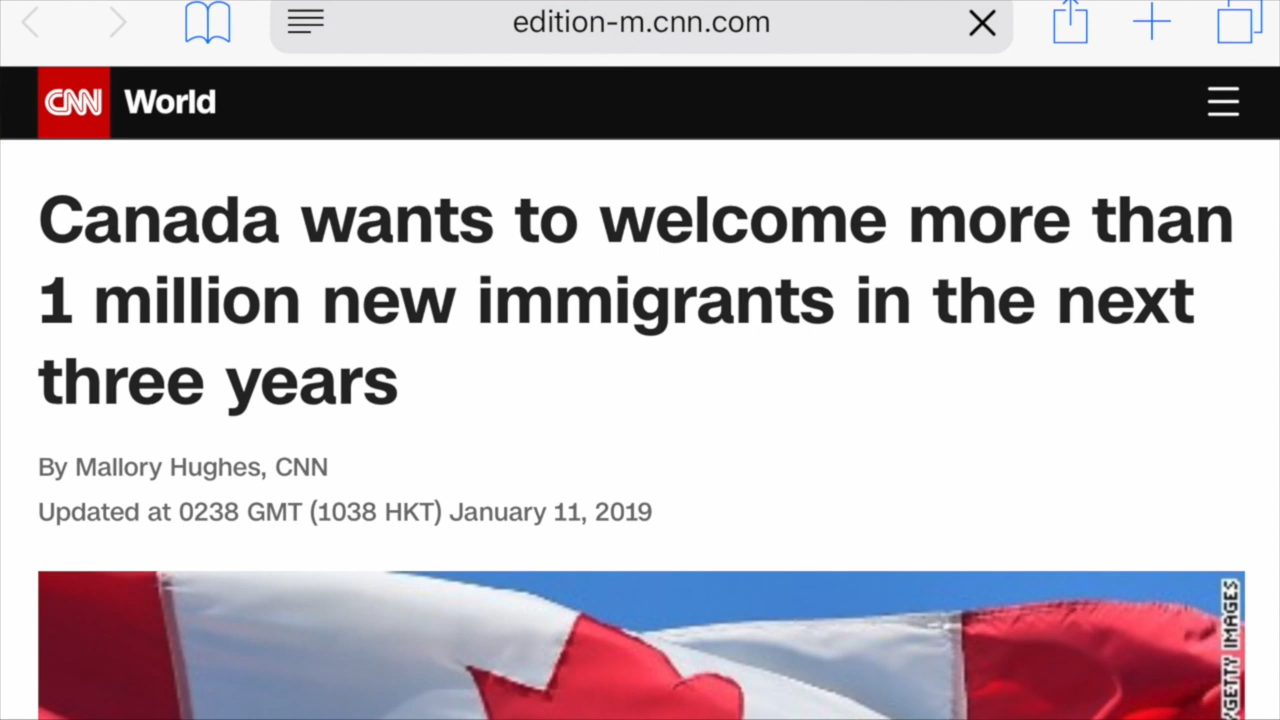 edition-m.cnn.com
CNN World
Canada wants to welcome more than
1 million new immigrants in the next
three years
By Mallory Hughes, CNN
Updated at 0238 GMT (1038 HKT) January 11, 2019
GETTY IMAGES